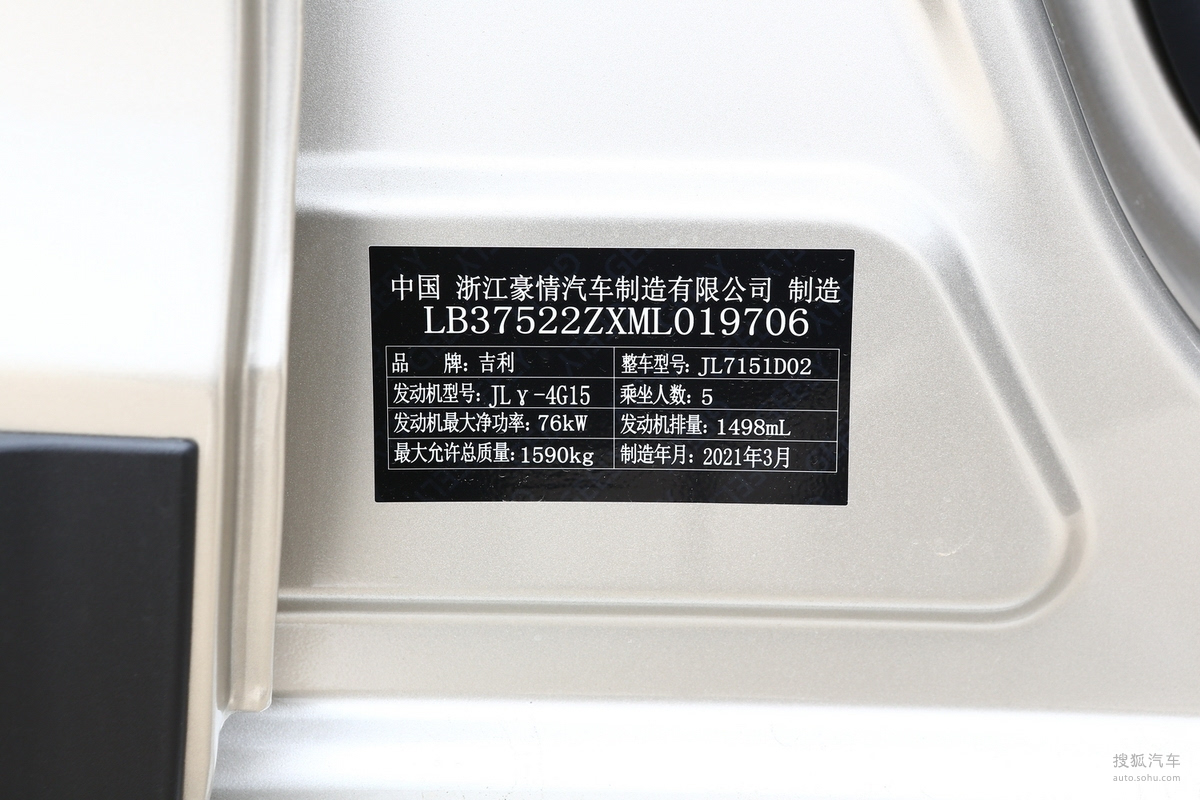 中国 浙江豪情汽车制造有限公司 制造
LB37522ZXML019706
品 牌：吉利 整车型号：JL7151D02
发动机型号：JLγ-4G15 乘坐人数：5
发动机最大净功率：76kW 发动机排量：1498mL
最大允许总质量：1590kg 制造年月：2021年3月
搜狐汽车
auto.sohu.com